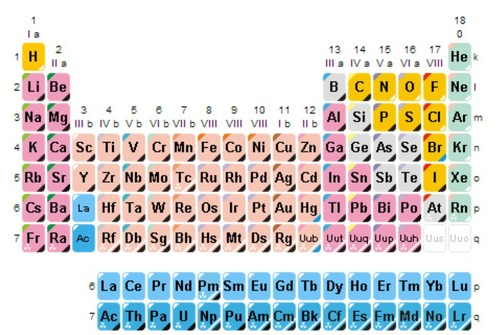 1 18
I a 0
1 H 2 13 14 15 16 17 He k
II a III a IV a V a VI a VIII
2 Li Be B C N O F Ne l
3 Na Mg 3 4 5 6 7 8 9 10 11 12 Al Si P S Cl Ar m
III b IV b V b VI b VII b VIII b I b II b
4 K Ca Sc Ti V Cr Mn Fe Co Ni Cu Zn Ga Ge As Se Br Kr n
5 Rb Sr Y Zr Nb Mo Tc Ru Rh Pd Ag Cd In Sn Sb Te I Xe o
6 Cs Ba La Hf Ta W Re Os Ir Pt Au Hg Tl Pb Bi Po At Rn p
7 Fr Ra Ac Rf Db Sg Bh Hs Mt Ds Rg Uub Uut Uuq Uup Uuh Uus Uuo q
6 La Ce Pr Nd Pm Sm Eu Gd Tb Dy Ho Er Tm Yb Lu p
7 Ac Th Pa U Np Pu Am Cm Bk Cf Es Fm Md No Lr q